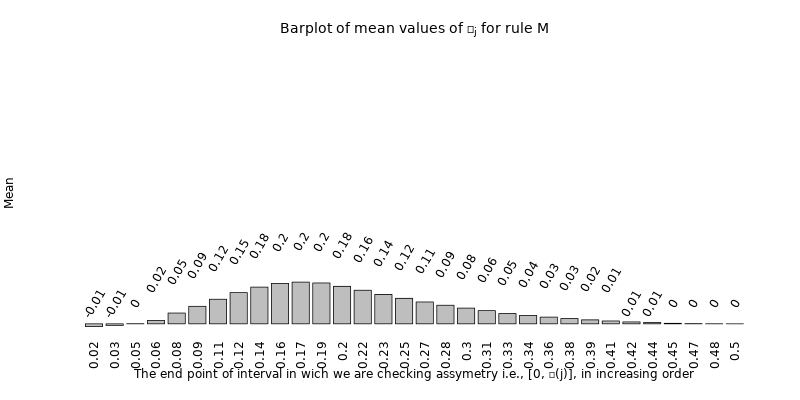 Barplot of mean values of □j for rule M
Mean
-0.01 -0.01 0 0.02 0.05 0.09 0.12 0.15 0.18 0.2 0.2 0.2 0.18 0.16 0.14 0.12 0.11 0.09 0.08 0.06 0.05 0.04 0.03 0.03 0.02 0.01 0.01 0.01 0 0 0 0
0.02 0.03 0.05 0.06 0.08 0.09 0.11 0.12 0.14 0.16 0.17 0.19 0.2 0.22 0.23 0.25 0.27 0.28 0.3 0.31 0.33 0.34 0.36 0.38 0.39 0.41 0.42 0.44 0.45 0.47 0.48 0.5
The end point of interval in wich we are checking assymetry i.e., [0, □(j)], in increasing order